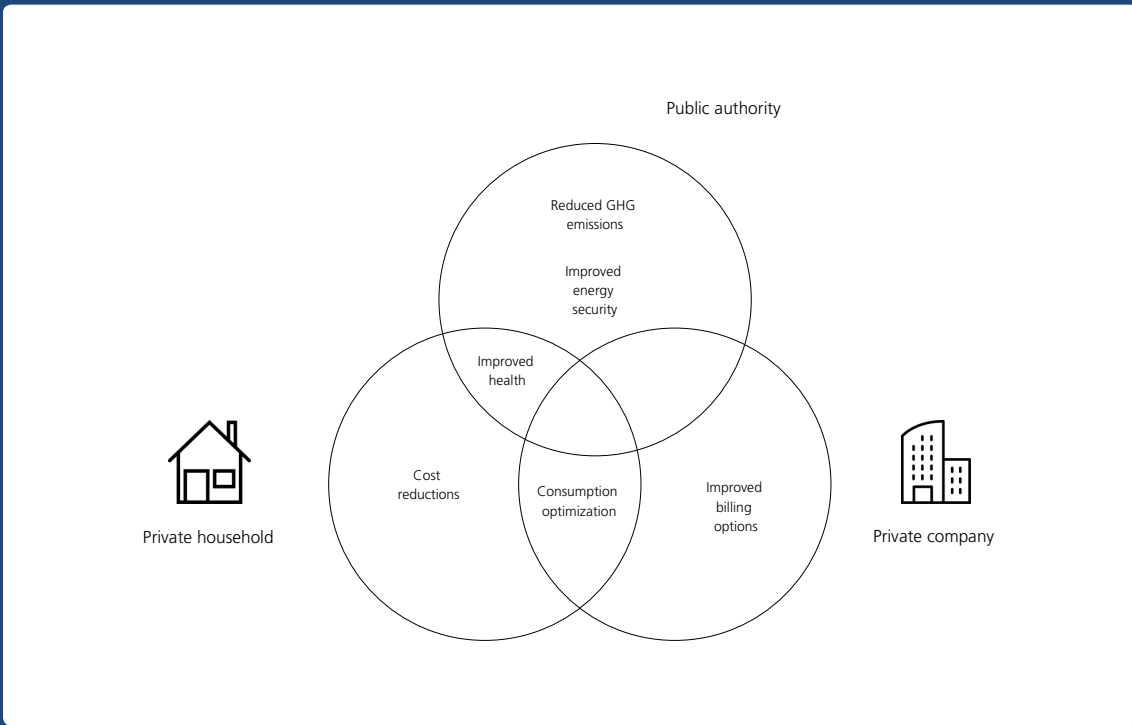 Public authority
Reduced GHG
emissions
Improved
energy
security
Improved
health
Cost
reductions
Consumption
optimization
Improved
billing
options
Private household
Private company